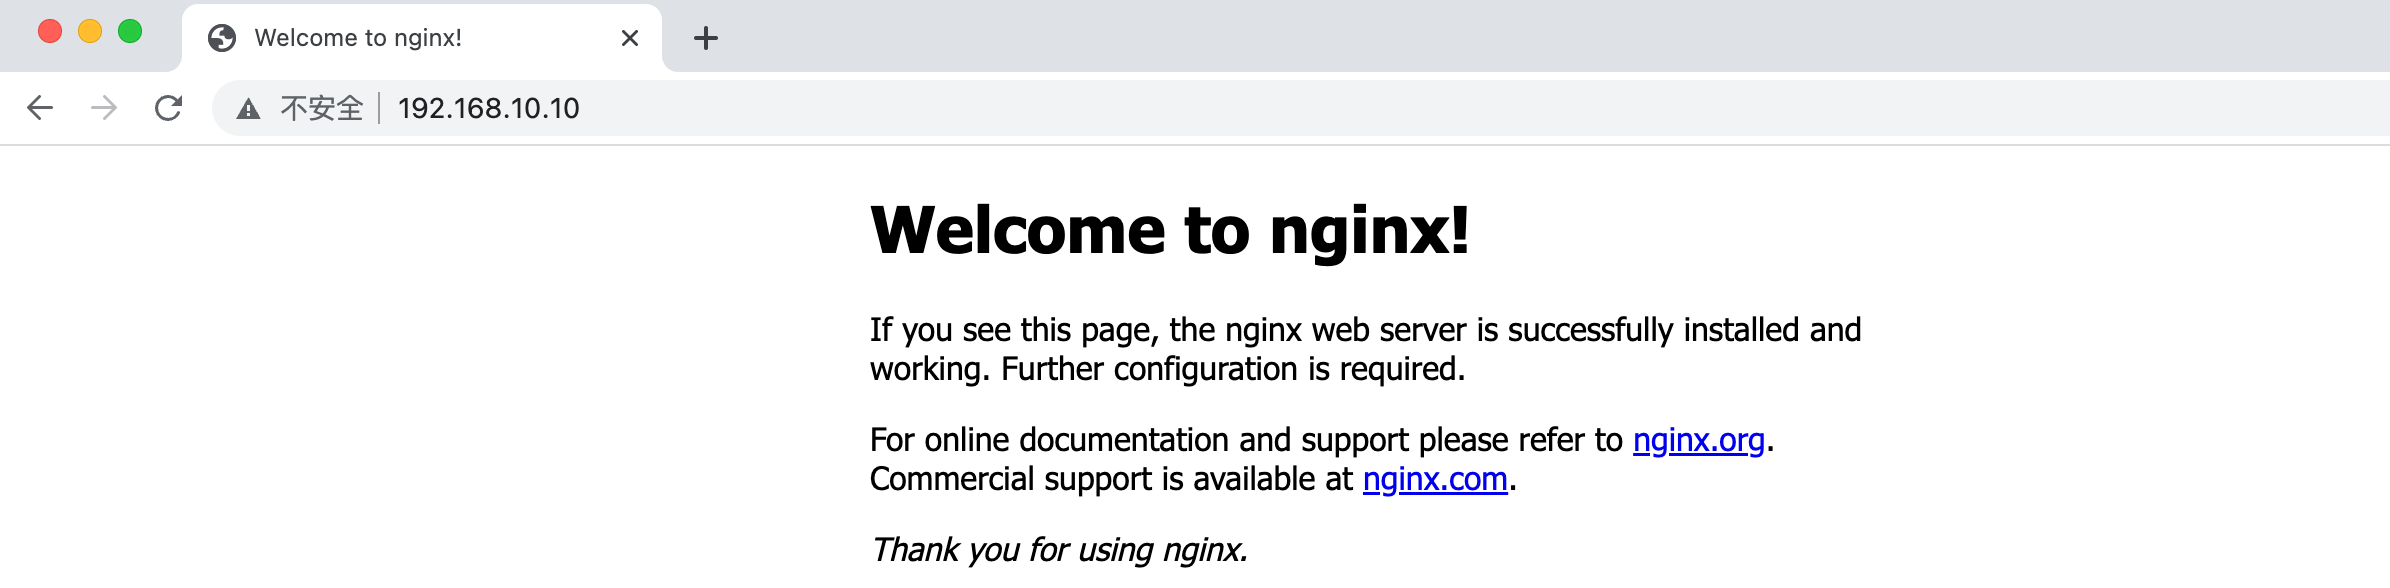 Welcome to nginx!
不安全 192.168.10.10
Welcome to nginx!
If you see this page, the nginx web server is successfully installed and
working. Further configuration is required.
For online documentation and support please refer to nginx.org.
Commercial support is available at nginx.com.
Thank you for using nginx.